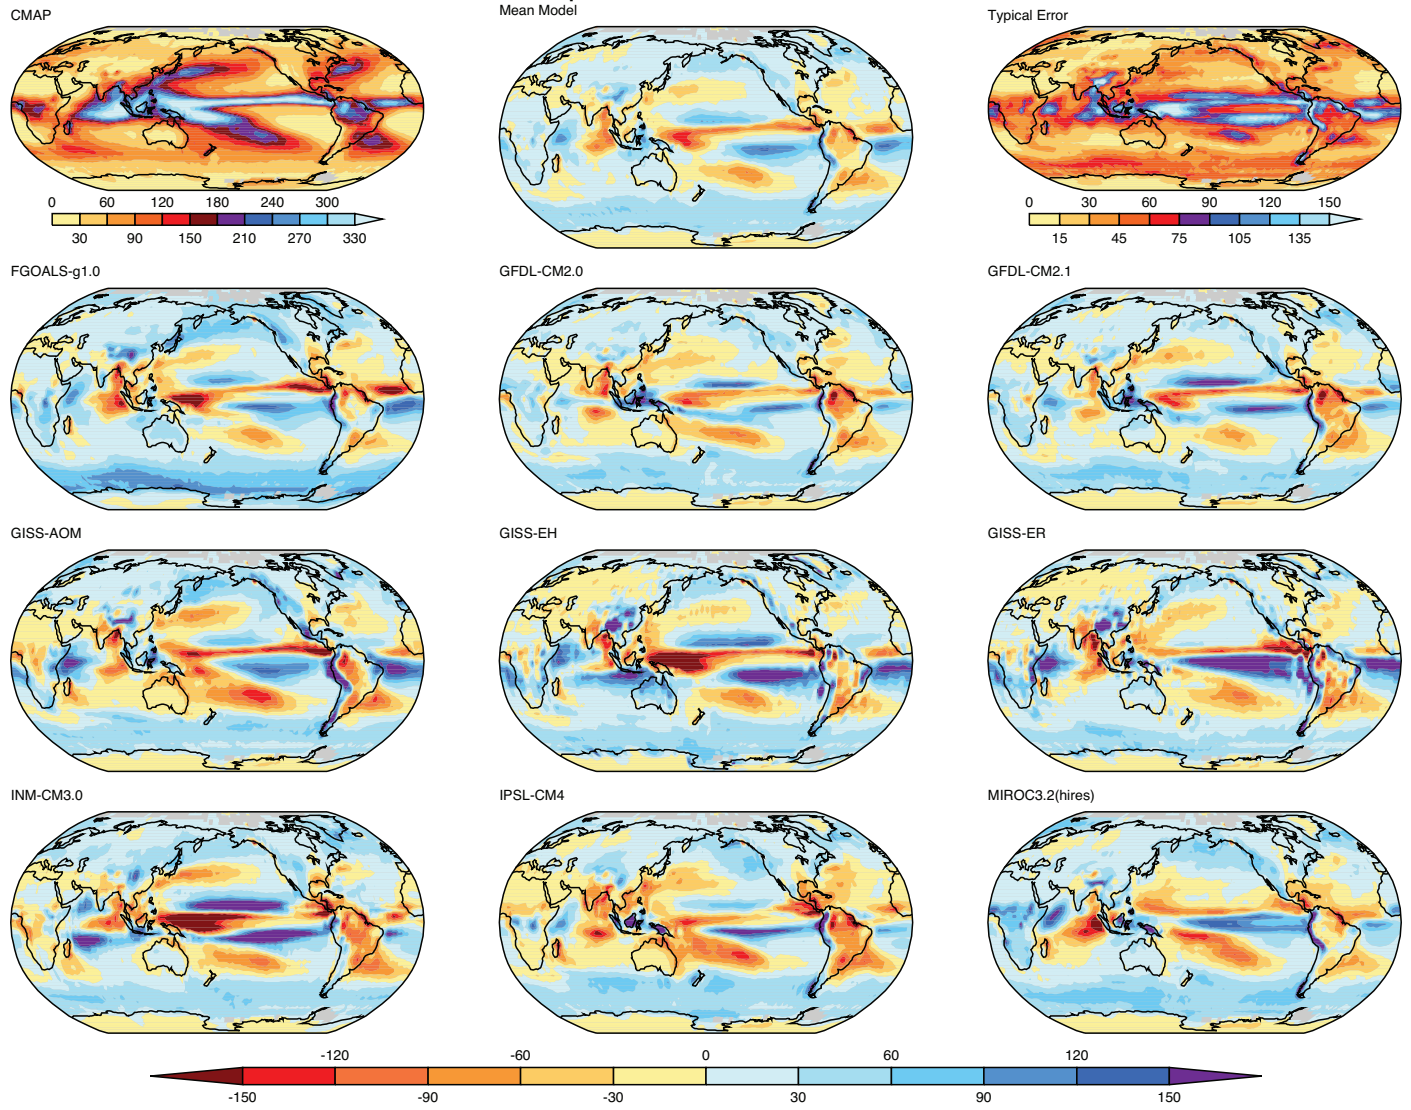 CMAP
Mean Model
Typical Error
0 60 120 180 240 300
30 90 150 210 270 330
0 30 60 90 120 150
15 45 75 105 135
FGOALS-g1.0
GFDL-CM2.0
GFDL-CM2.1
GISS-AOM
GISS-EH
GISS-ER
INM-CM3.0
IPSL-CM4
MIROC3.2(hires)
-120 -60 0 60 120
-150 -90 -30 30 90 150